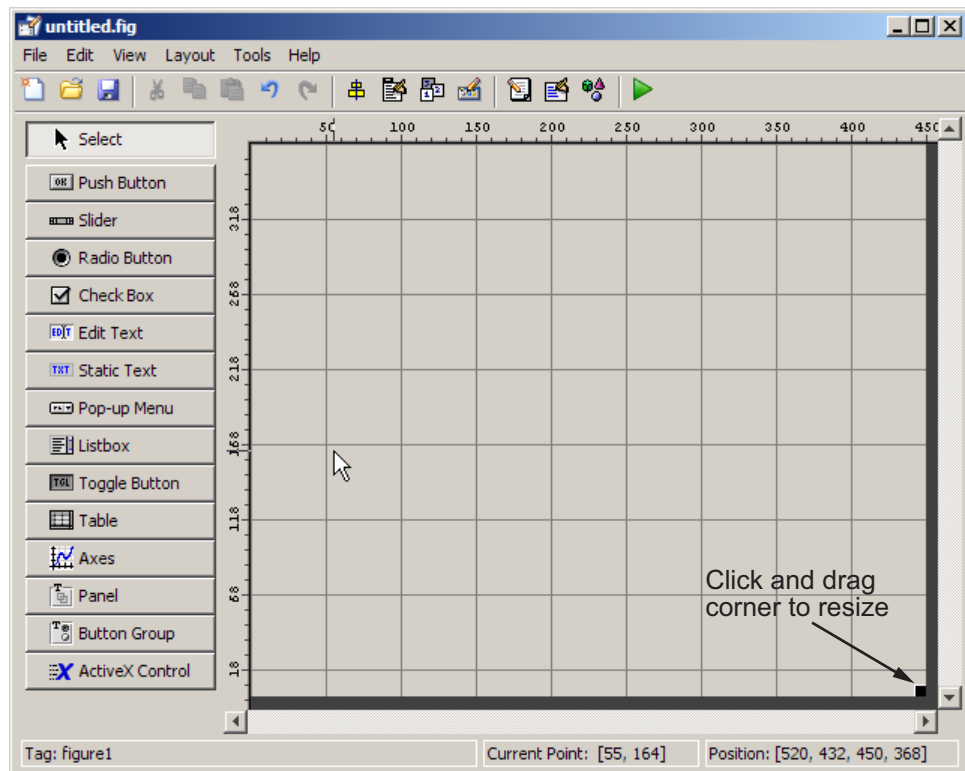 untitled.fig
File Edit View Layout Tools Help
Select
50 100 150 200 250 300 350 400 450
Push Button
Slider
Radio Button
Check Box
Edit Text
Static Text
Pop-up Menu
Listbox
Toggle Button
Table
Axes
Panel
Button Group
ActiveX Control
318
268
218
168
118
68
18
Click and drag
corner to resize
Tag: figure1 Current Point: [55, 164] Position: [520, 432, 450, 368]